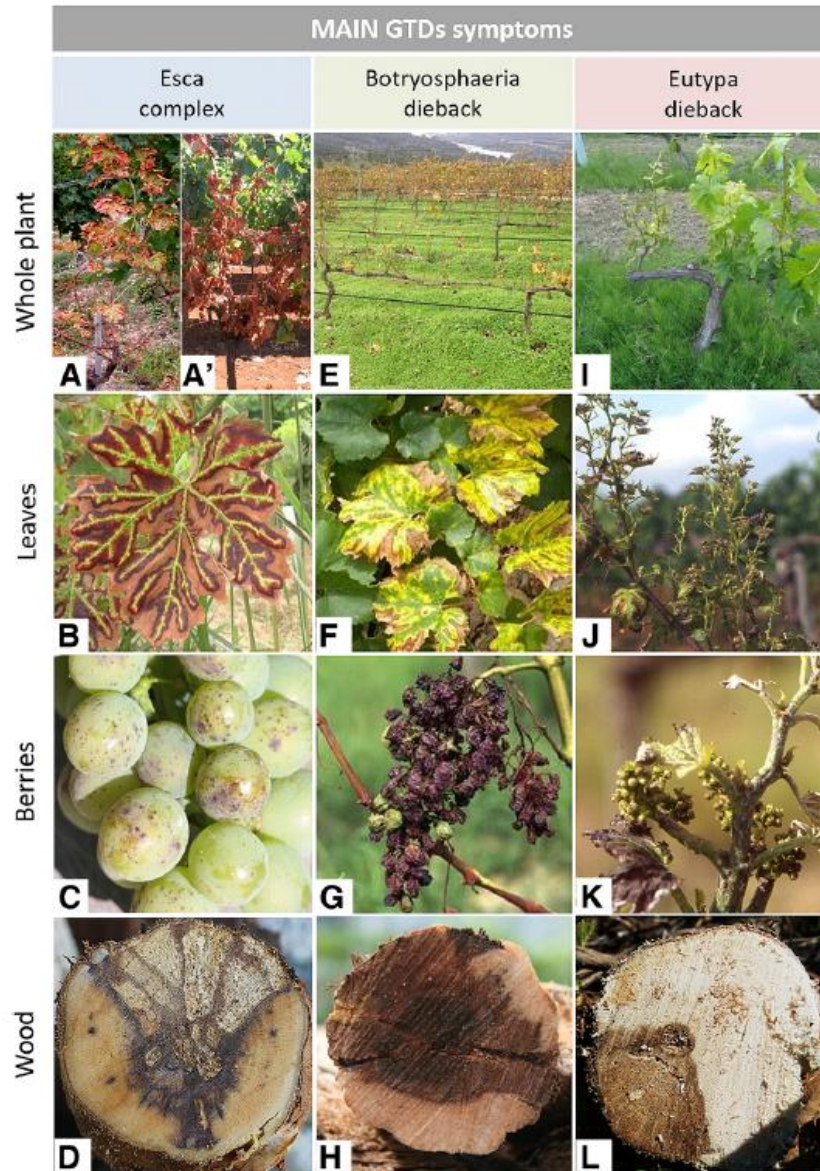 MAIN GTDs symptoms
Esca
complex
Botryosphaeria
dieback
Eutypa
dieback
Whole plant
A
A'
E
I
Leaves
B
F
J
Berries
C
G
K
Wood
D
H
L